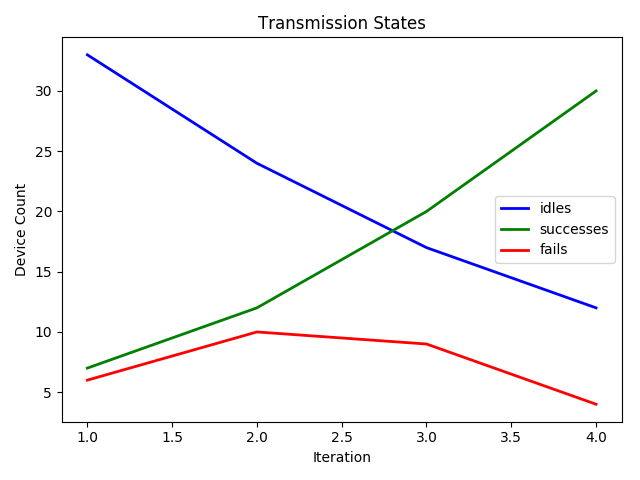 Transmission States
Device Count
30
25
20
15
10
5
idles
successes
fails
1.0 1.5 2.0 2.5 3.0 3.5 4.0
Iteration